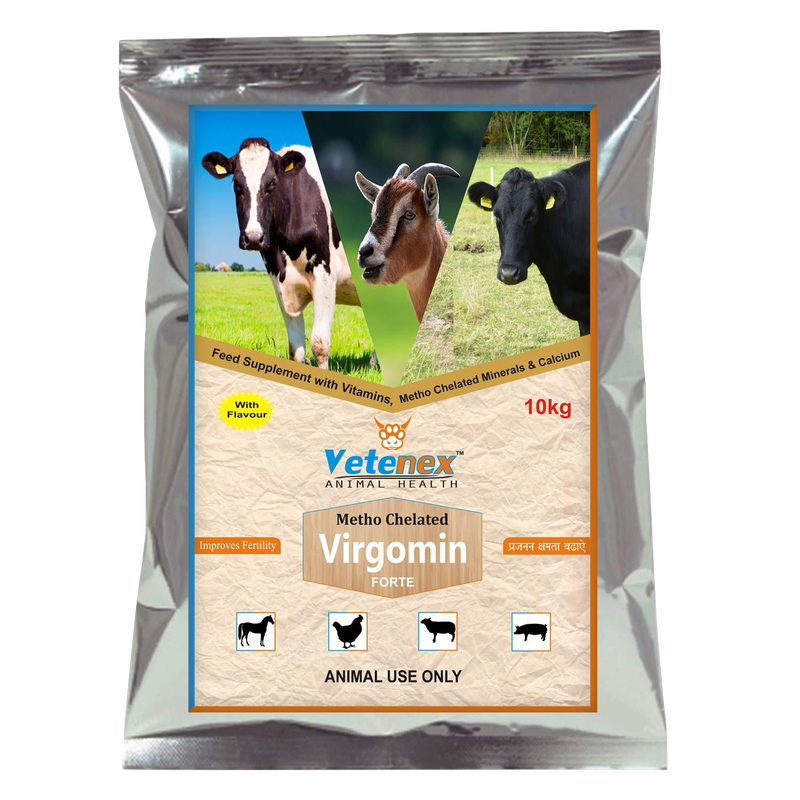 Feed Supplement with Vitamins, Metho Chelated Minerals & Calcium
With
Flavour
10kg
Vetenex™
ANIMAL HEALTH
Metho Chelated
Improves Fertility
Virgomin
प्रजनन क्षमता बढाऐ
FORTE
ANIMAL USE ONLY